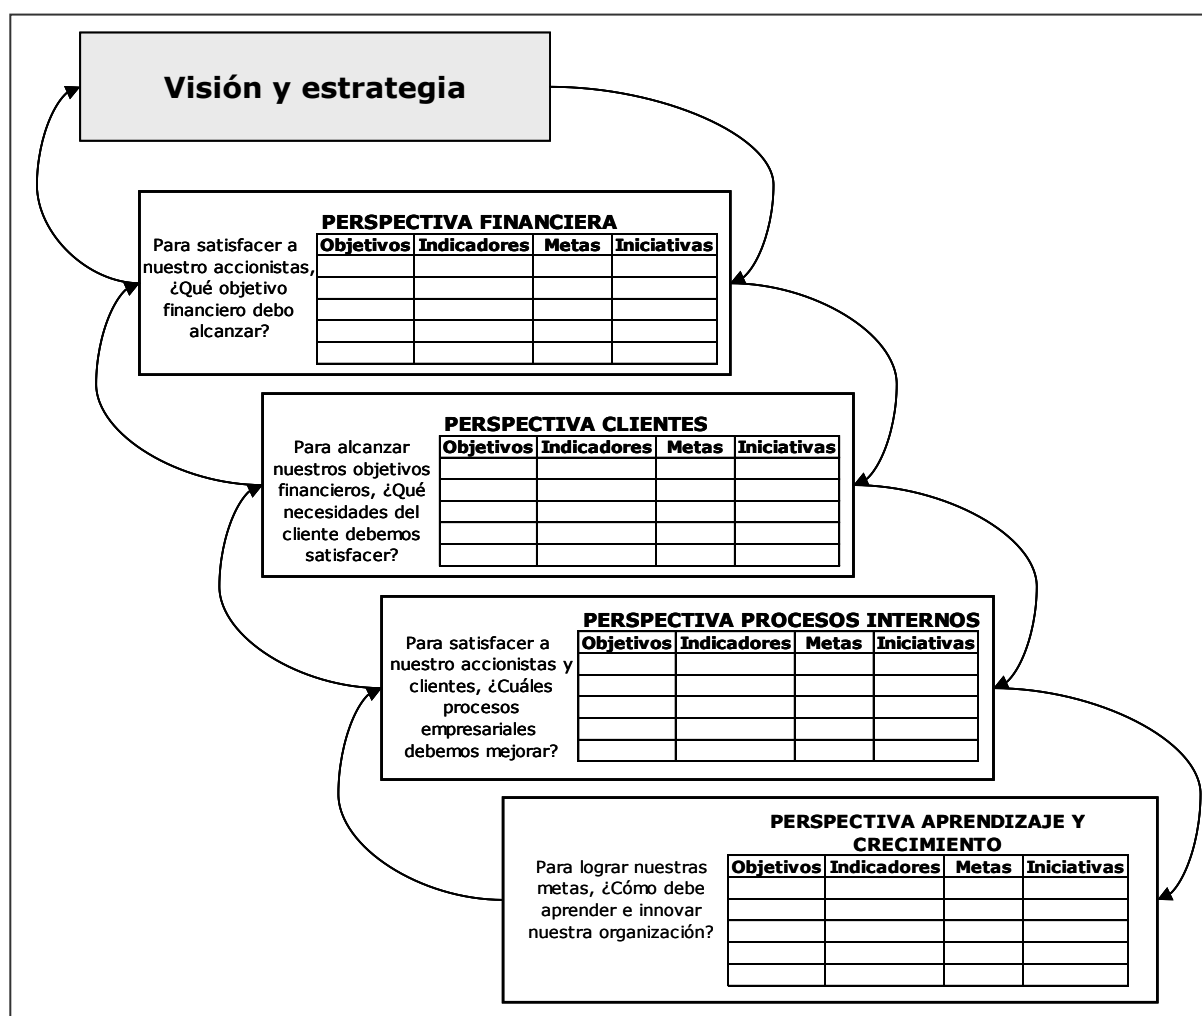 Visión y estrategia
PERSPECTIVA FINANCIERA
Para satisfacer a
nuestro accionistas,
¿Qué objetivo
financiero debo
alcanzar?
Objetivos Indicadores Metas Iniciativas
PERSPECTIVA CLIENTES
Para alcanzar
nuestros objetivos
financieros, ¿Qué
necesidades del
cliente debemos
satisfacer?
Objetivos Indicadores Metas Iniciativas
PERSPECTIVA PROCESOS INTERNOS
Para satisfacer a
nuestro accionistas y
clientes, ¿Cuáles
procesos
empresariales
debemos mejorar?
Objetivos Indicadores Metas Iniciativas
PERSPECTIVA APRENDIZAJE Y
CRECIMIENTO
Para lograr nuestras
metas, ¿Cómo debe
aprender e innovar
nuestra organización?
Objetivos Indicadores Metas Iniciativas